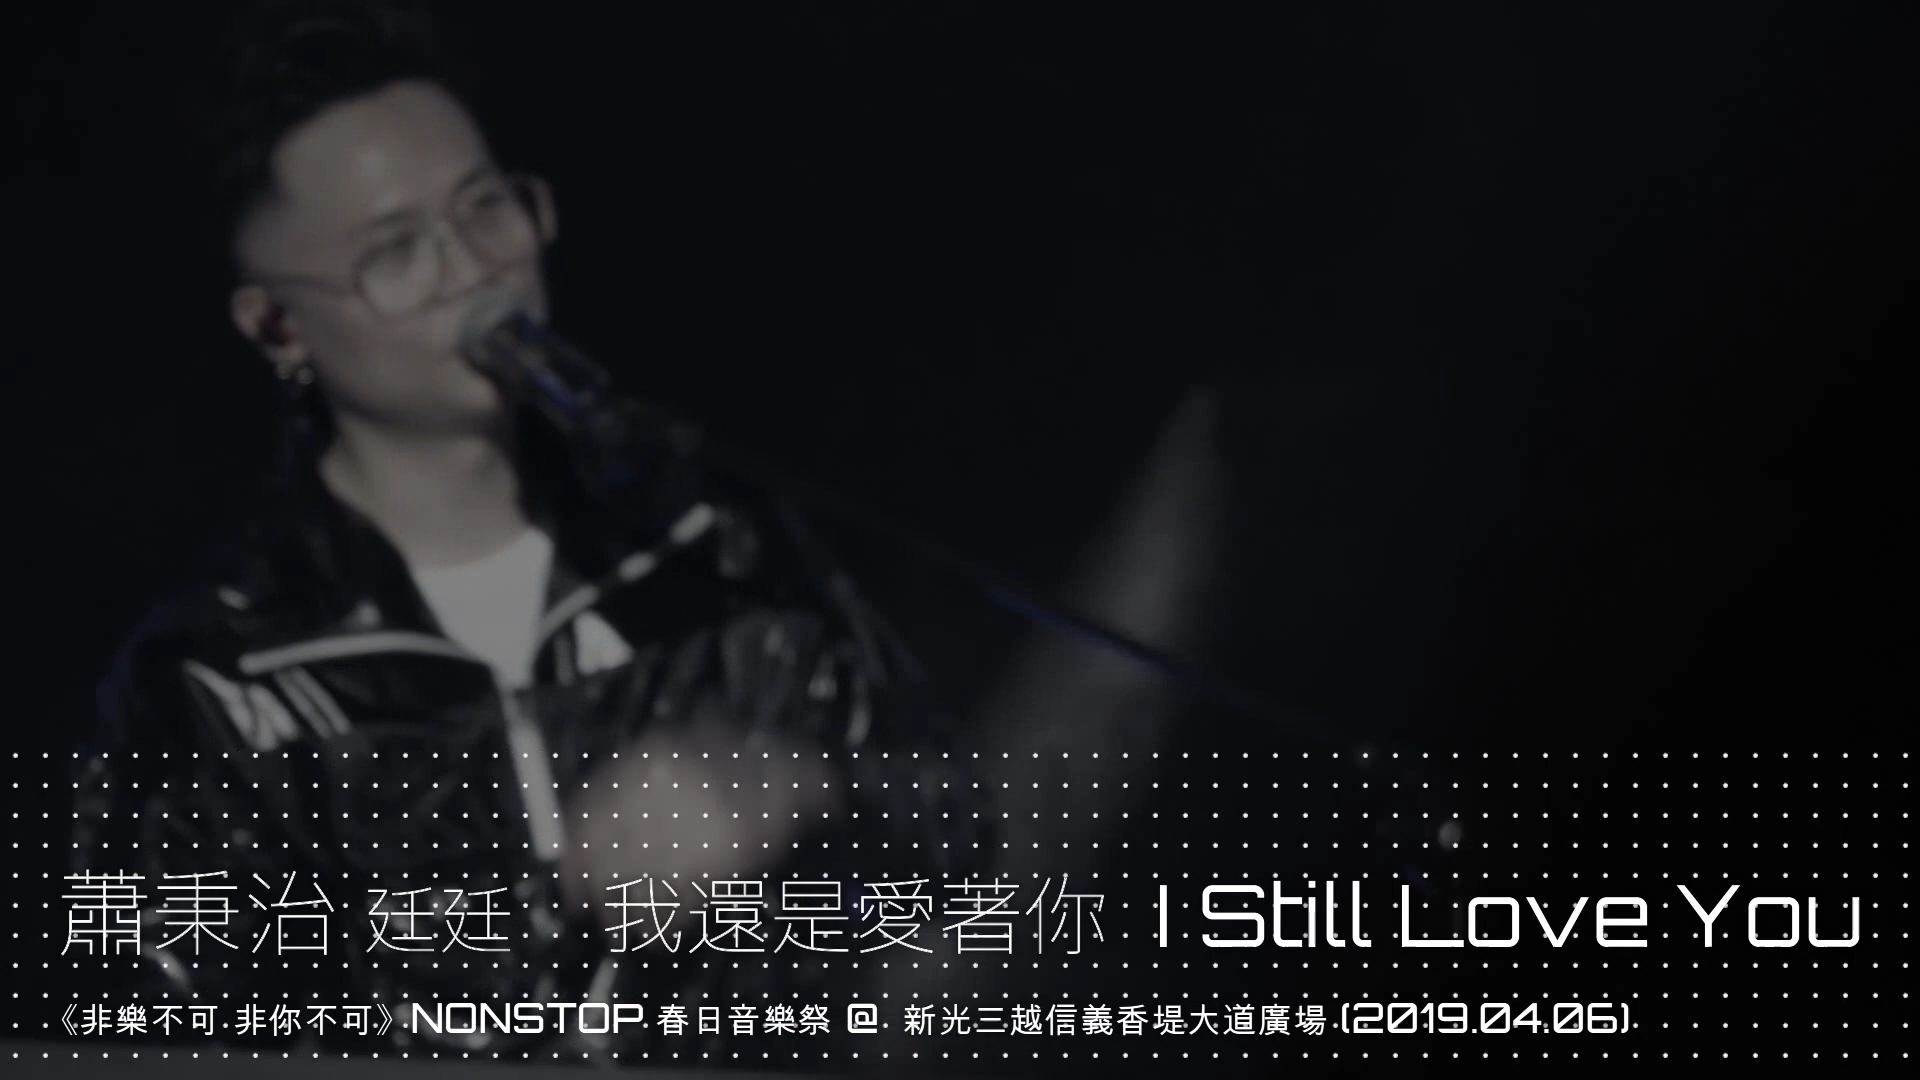 蕭秉治 廷廷 我還是愛著你 I Still Love You
《非樂不可 非你不可》NONSTOP 春日音樂祭 @ 新光三越信義香堤大道廣場 (2019.04.06)